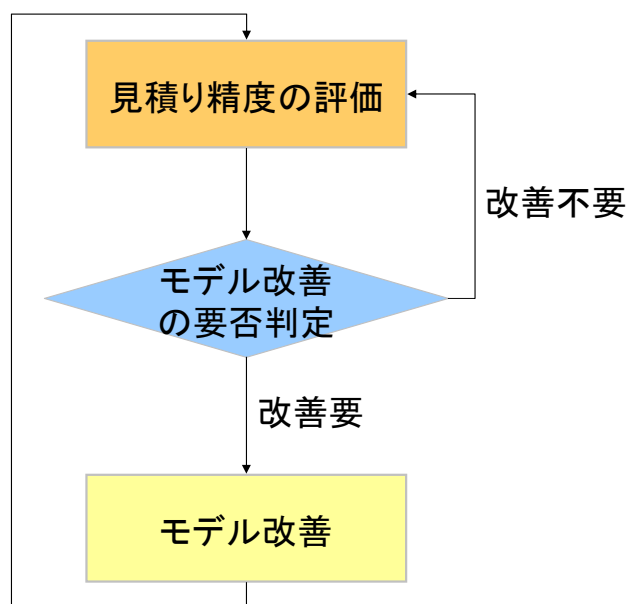 見積り精度の評価
改善不要
モデル改善
の要否判定
改善要
モデル改善